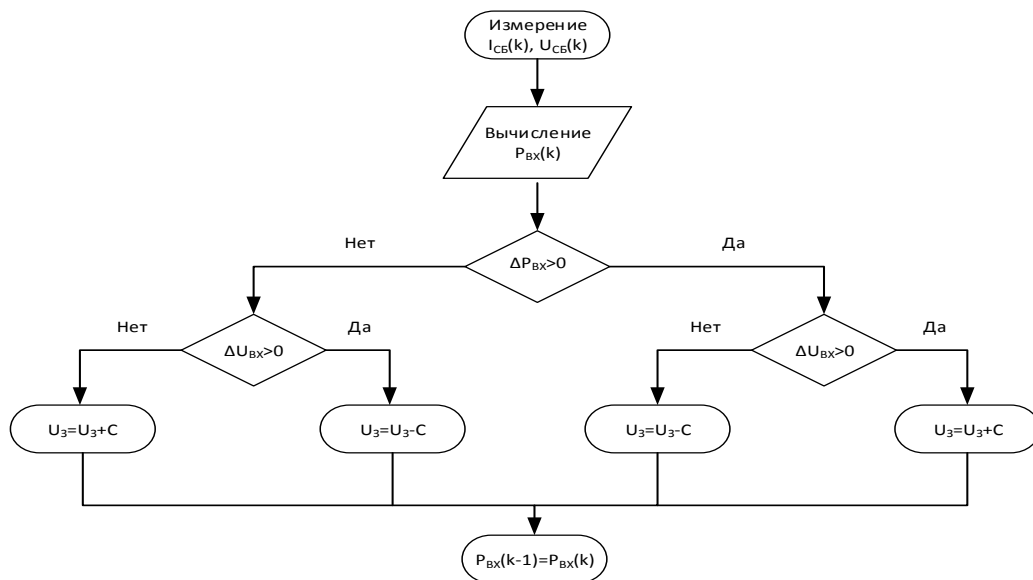 Измерение
I_СБ(k), U_СБ(k)
Вычисление
P_ВХ(k)
Нет
Да
ΔP_ВХ>0
Нет
Да
Нет
Да
ΔU_ВХ>0
ΔU_ВХ>0
U_З=U_З+C
U_З=U_З-C
U_З=U_З-C
U_З=U_З+C
P_ВХ(k-1)=P_ВХ(k)